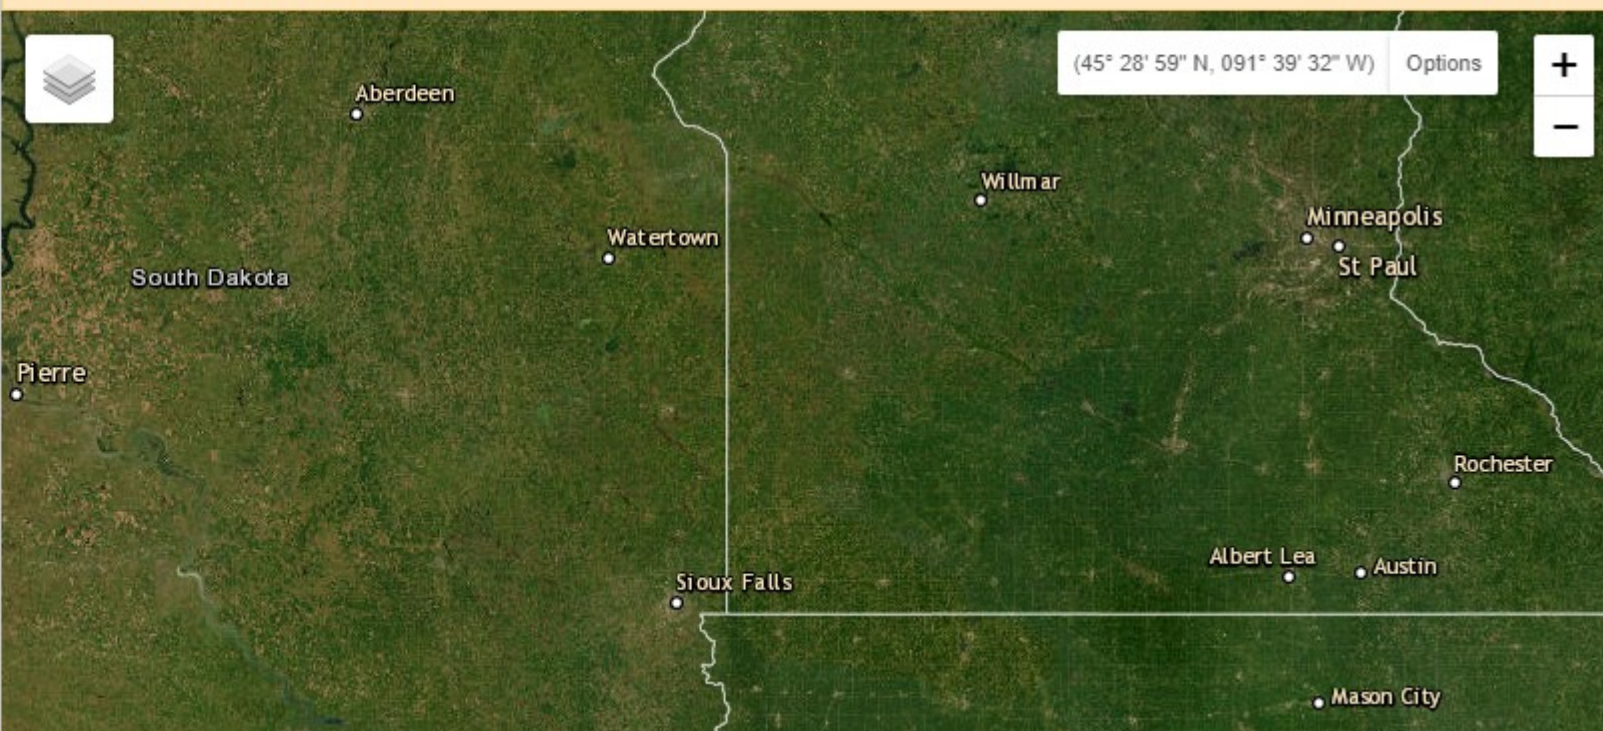 (45° 28' 59" N, 091° 39' 32" W) Options
+
−
Aberdeen
Willmar
Minneapolis
Watertown
St Paul
South Dakota
Pierre
Rochester
Albert Lea
Austin
Sioux Falls
Mason City